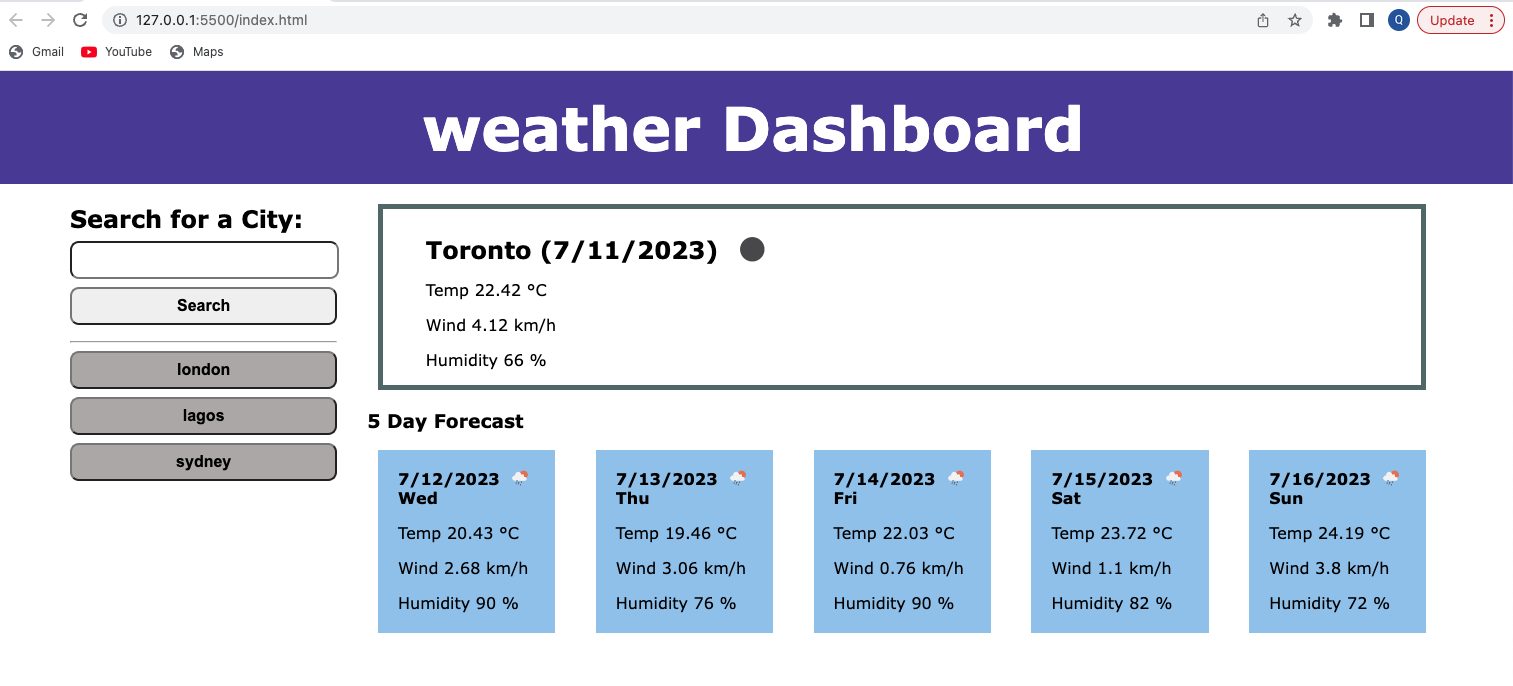 127.0.0.1:5500/index.html
Q
Update
Gmail
YouTube
Maps
weather Dashboard
Search for a City:
Search
london
lagos
sydney
Toronto (7/11/2023)
Temp 22.42 °C
Wind 4.12 km/h
Humidity 66 %
5 Day Forecast
7/12/2023
Wed
Temp 20.43 °C
Wind 2.68 km/h
Humidity 90 %
7/13/2023
Thu
Temp 19.46 °C
Wind 3.06 km/h
Humidity 76 %
7/14/2023
Fri
Temp 22.03 °C
Wind 0.76 km/h
Humidity 90 %
7/15/2023
Sat
Temp 23.72 °C
Wind 1.1 km/h
Humidity 82 %
7/16/2023
Sun
Temp 24.19 °C
Wind 3.8 km/h
Humidity 72 %